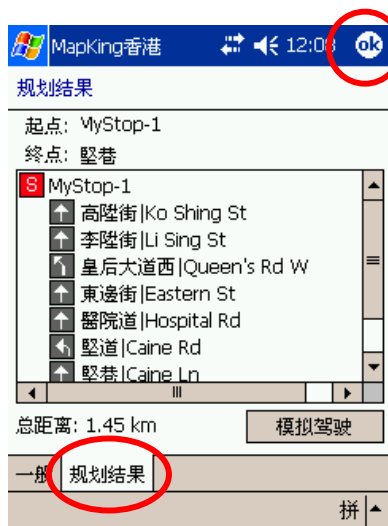 MapKing香港 12:03 ok
规划结果
起点: MyStop-1
终点: 堅巷
S MyStop-1
高陞街|Ko Shing St
李陞街|Li Sing St
皇后大道西|Queen's Rd W
東邊街|Eastern St
醫院道|Hospital Rd
堅道|Caine Rd
堅巷|Caine Ln
总距离: 1.45 km 模拟驾驶
一般 规划结果
拼